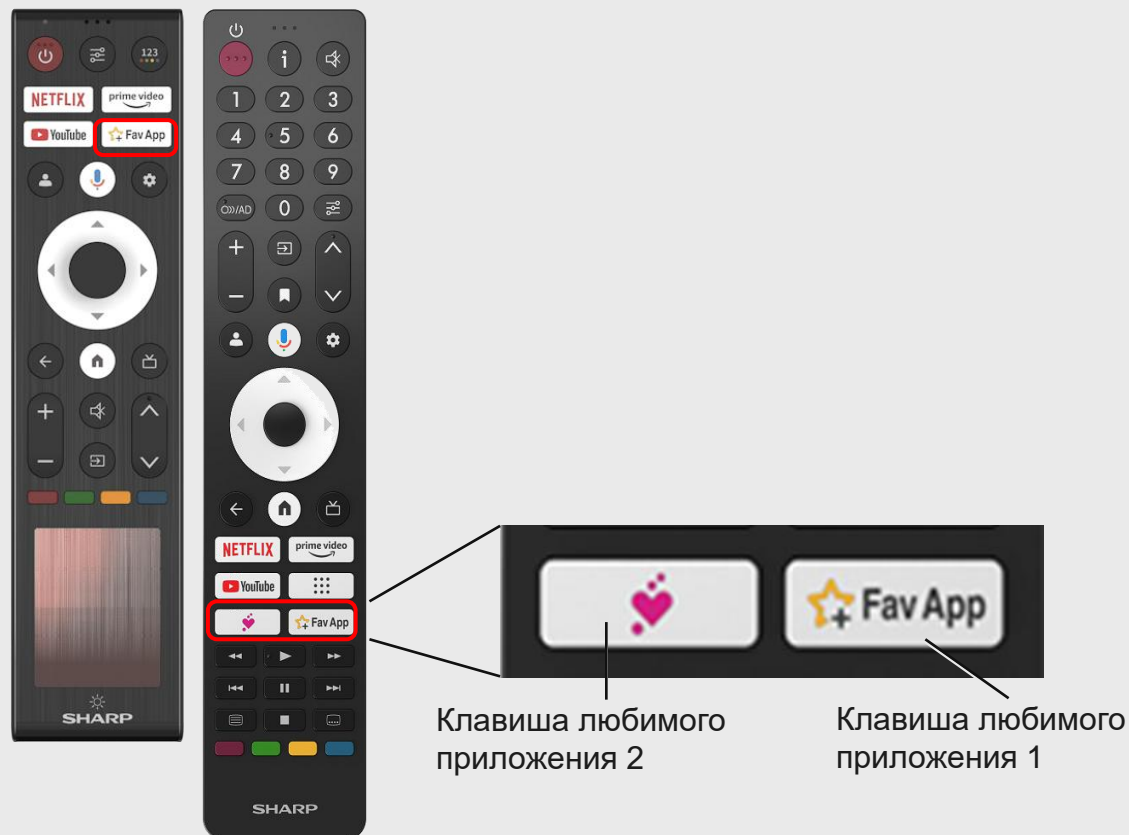 123
NETFLIX prime video
YouTube Fav App
SHARP
i
1 2 3
4 5 6
7 8 9
/AD 0
NETFLIX prime video
YouTube
Fav App
SHARP
Fav App
Клавиша любимого
приложения 2
Клавиша любимого
приложения 1